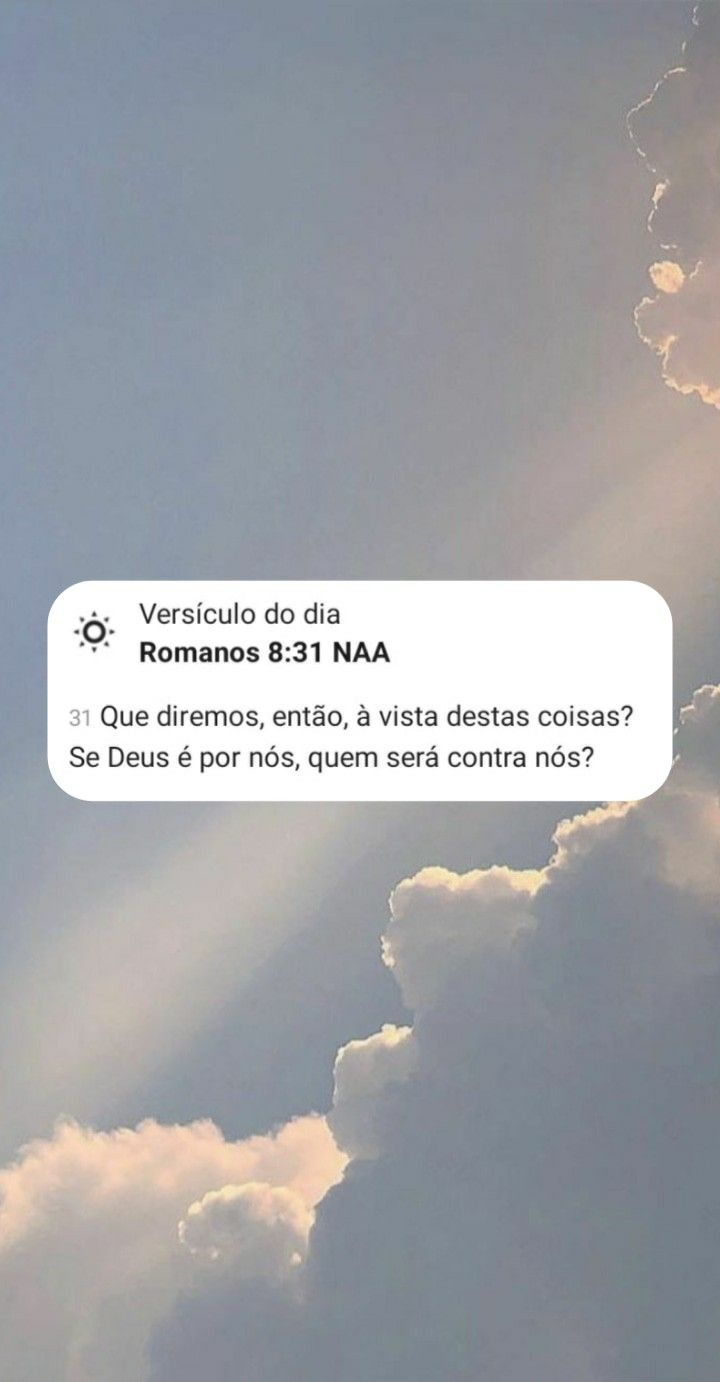 Versículo do dia
Romanos 8:31 NAA
31 Que diremos, então, à vista destas coisas?
Se Deus é por nós, quem será contra nós?